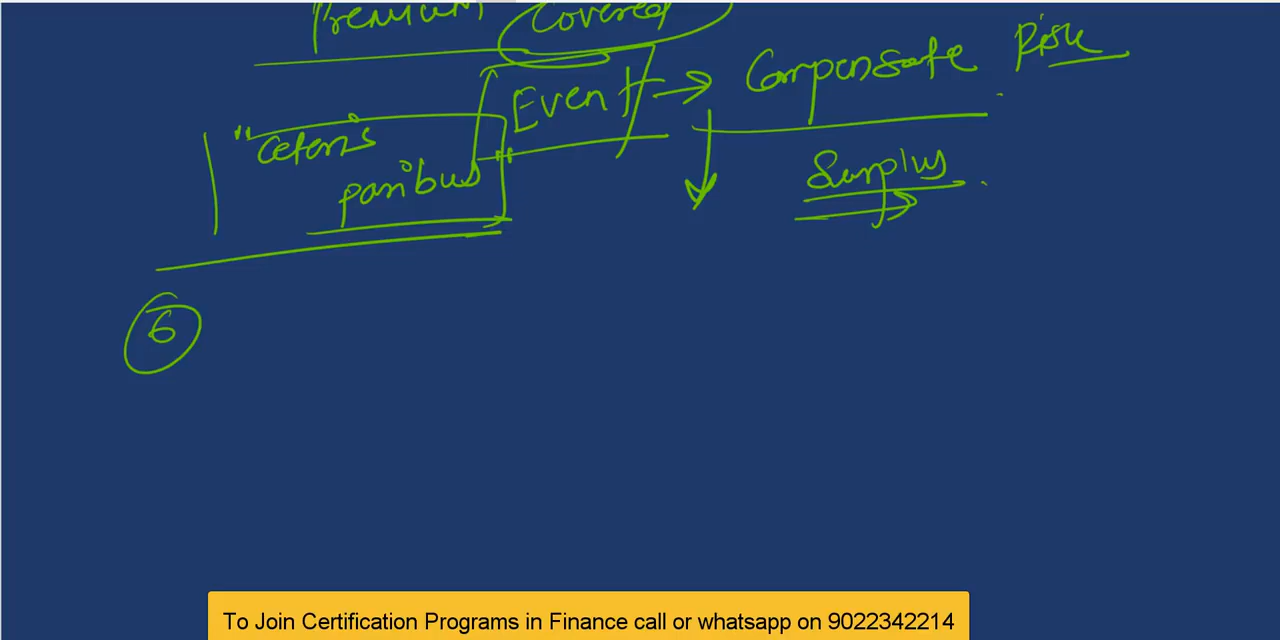 Premium Covered
Event → Compensate Risk
"Ceteris
paribus
Surplus
6
To Join Certification Programs in Finance call or whatsapp on 9022342214